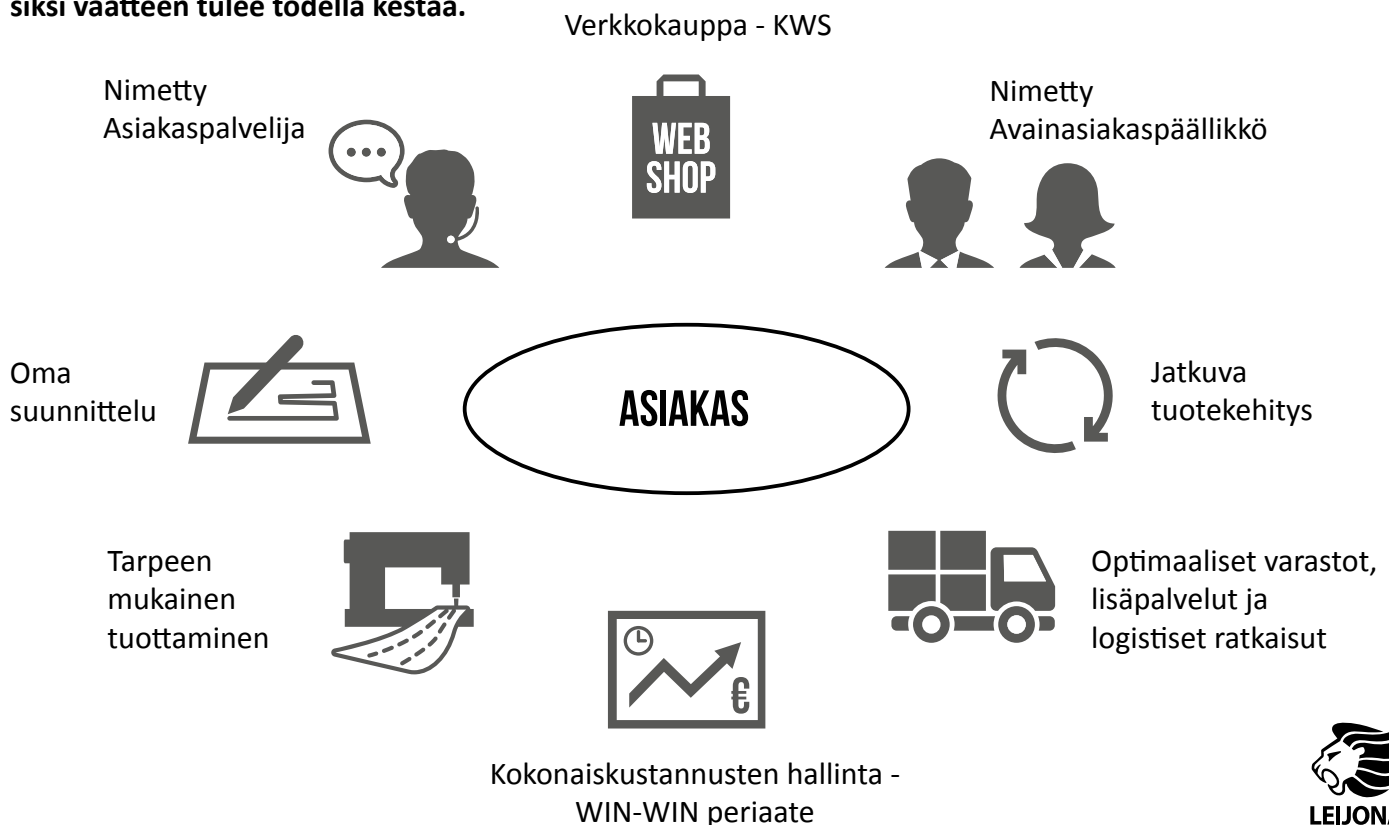 siksi vaatteen tulee todella kestää.
Verkkokauppa - KWS
Nimetty
Asiakaspalvelija
WEB
SHOP
Nimetty
Avainasiakaspäällikkö
Oma
suunnittelu
ASIAKAS
Jatkuva
tuotekehitys
Tarpeen
mukainen
tuottaminen
Optimaaliset varastot,
lisäpalvelut ja
logistiset ratkaisut
€
Kokonaiskustannusten hallinta -
WIN-WIN periaate
LEIJONA